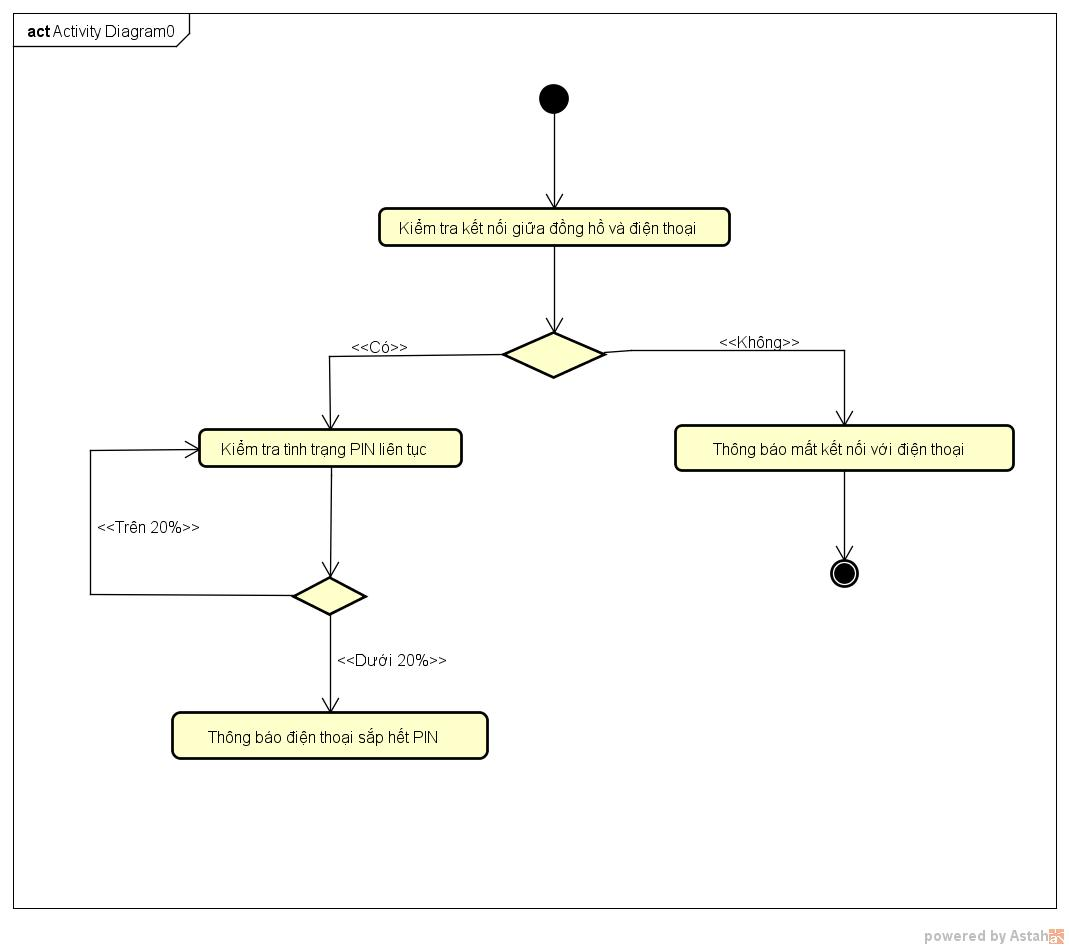 act Activity Diagram0
Kiểm tra kết nối giữa đồng hồ và điện thoại
<<Có>>
<<Không>>
Kiểm tra tình trạng PIN liên tục
Thông báo mất kết nối với điện thoại
<<Trên 20%>>
<<Dưới 20%>>
Thông báo điện thoại sắp hết PIN
powered by Astah